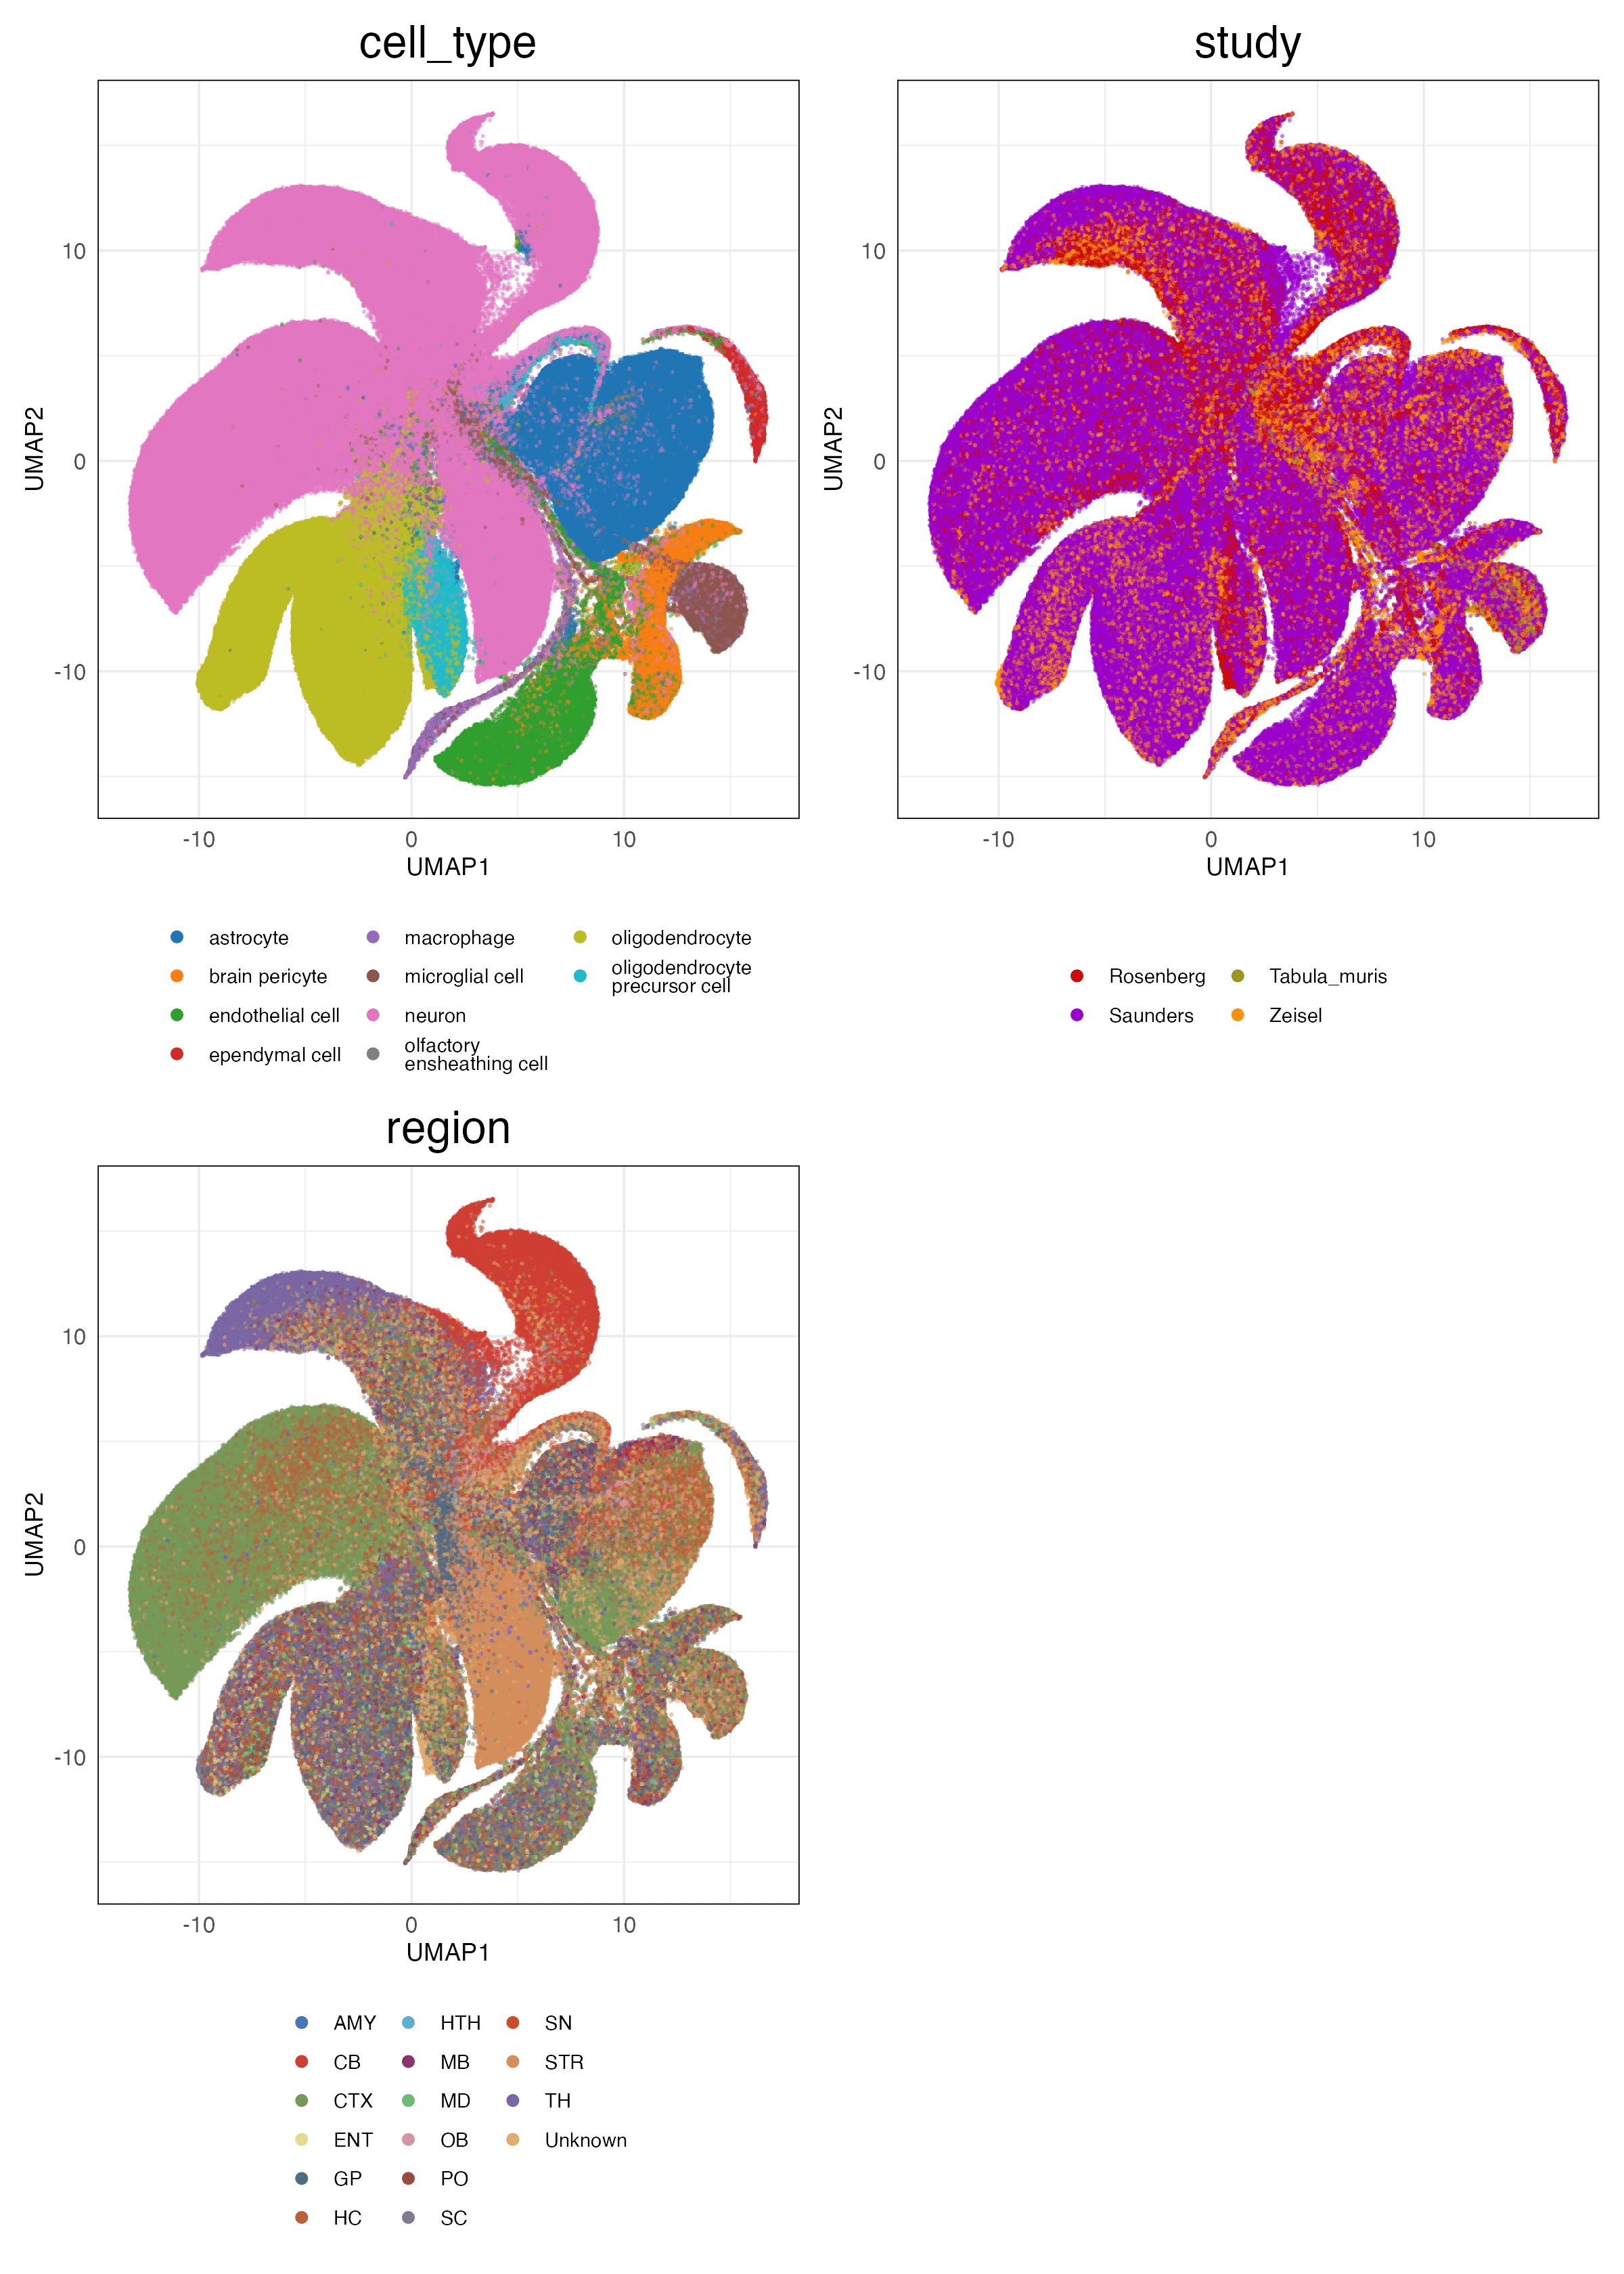 cell_type
study
10
0
-10
UMAP2
-10 0 10
UMAP1
10
0
-10
UMAP2
-10 0 10
UMAP1
astrocyte
brain pericyte
endothelial cell
ependymal cell
macrophage
microglial cell
neuron
olfactory
ensheathing cell
oligodendrocyte
oligodendrocyte
precursor cell
Rosenberg
Saunders
Tabula_muris
Zeisel
region
10
0
-10
UMAP2
-10 0 10
UMAP1
AMY
CB
CTX
ENT
GP
HC
HTH
MB
MD
OB
PO
SC
SN
STR
TH
Unknown